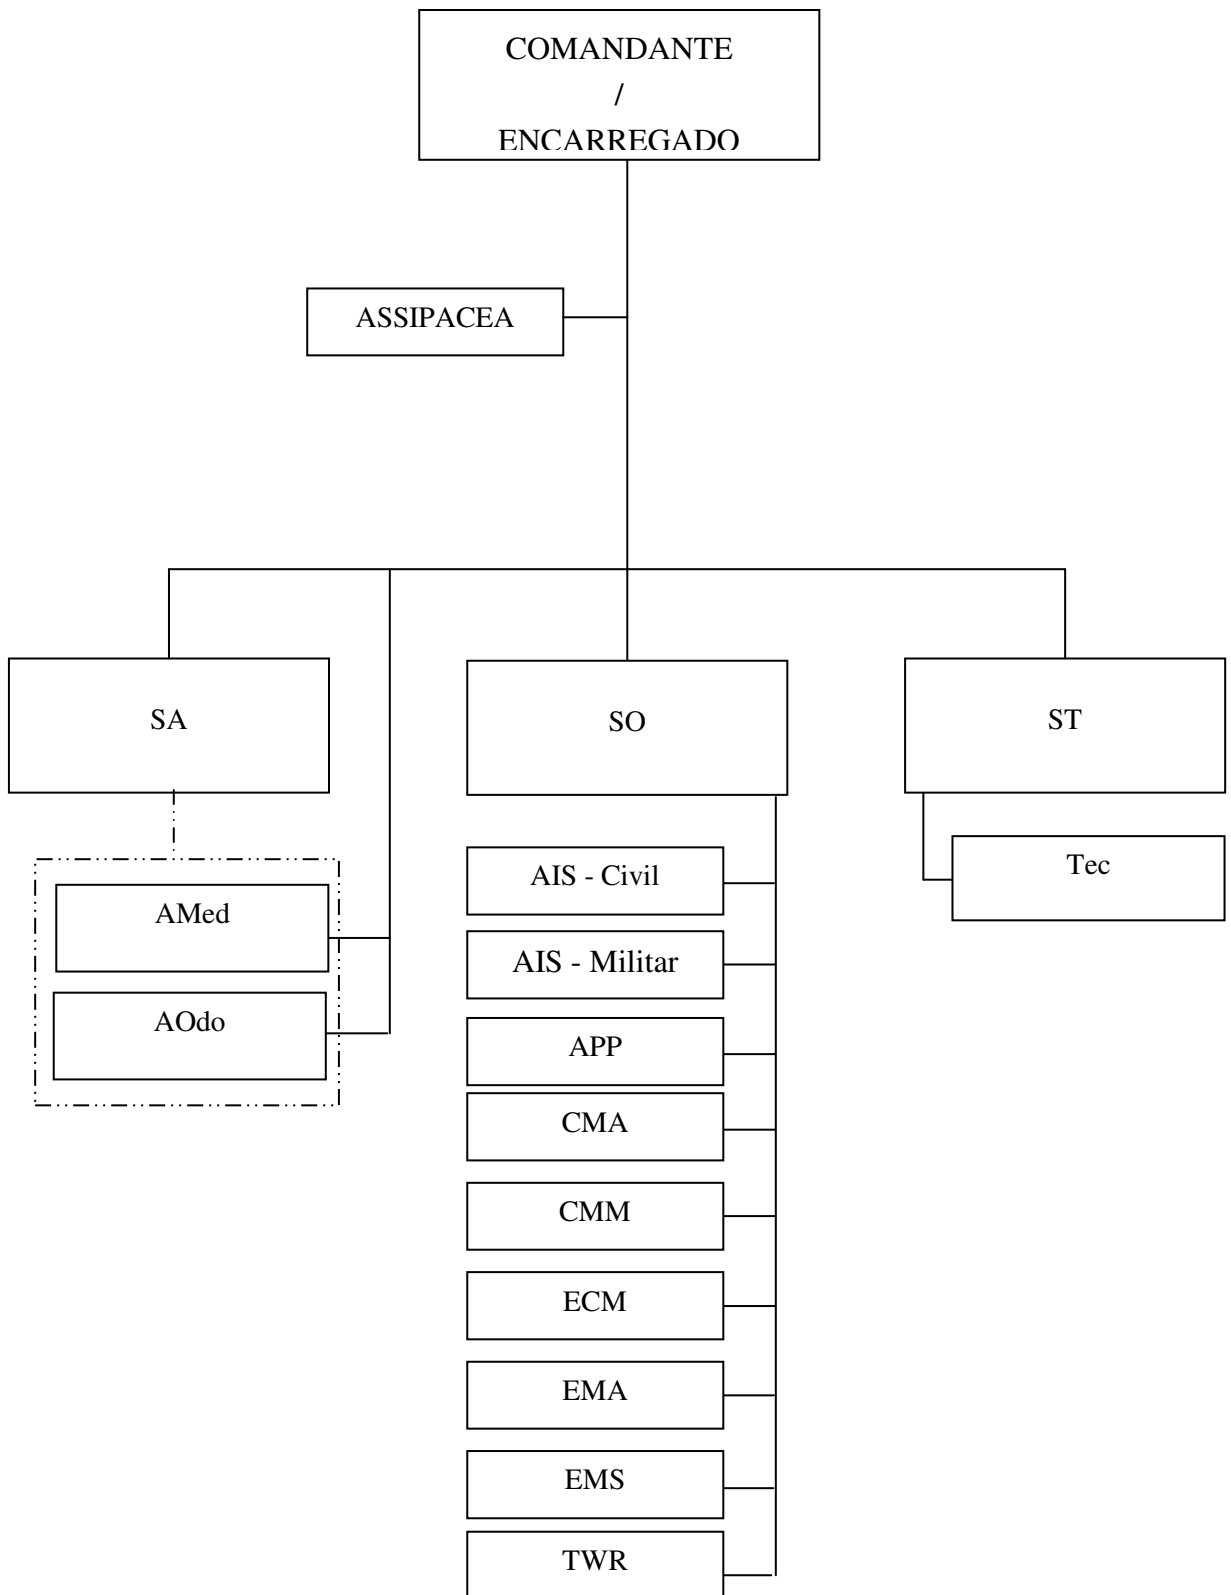 COMANDANTE
/
ENCARREGADO
ASSIPACEA
SA
SO
ST
AMed
AOdo
AIS - Civil
AIS - Militar
APP
CMA
CMM
ECM
EMA
EMS
TWR
Tec